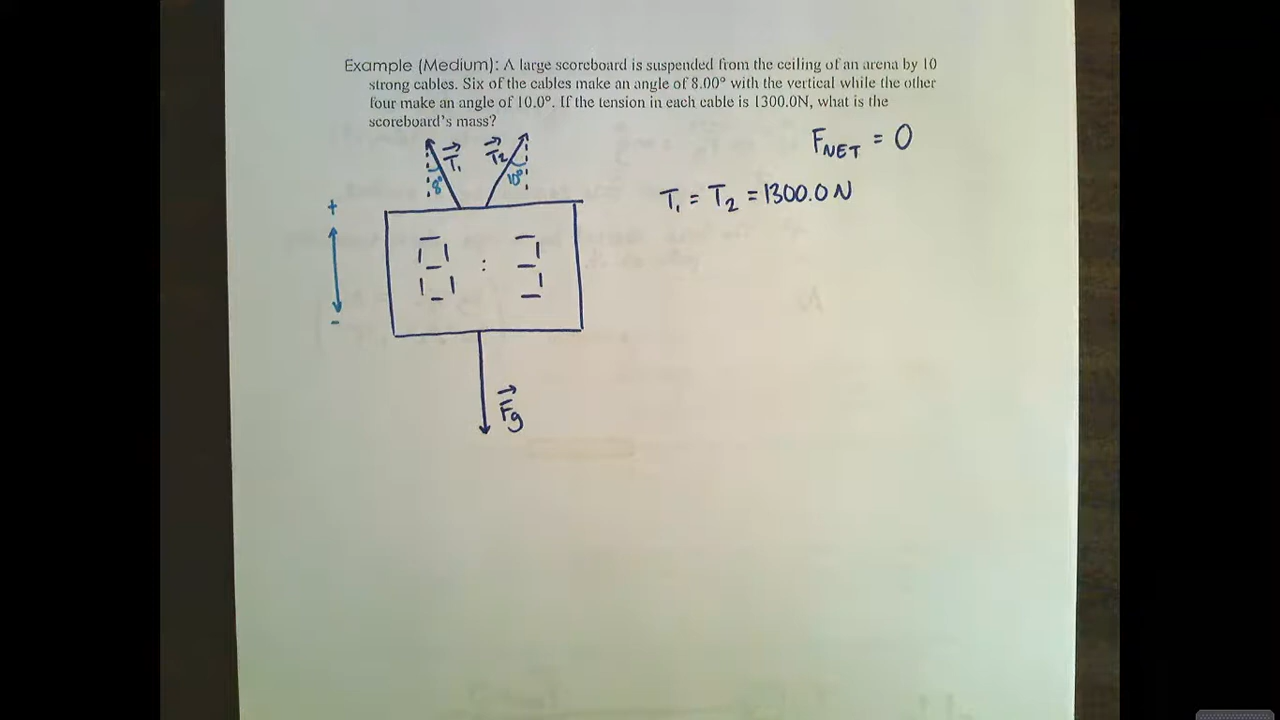 Example (Medium): A large scoreboard is suspended from the ceiling of an arena by 10
strong cables. Six of the cables make an angle of 8.00° with the vertical while the other
four make an angle of 10.0°. If the tension in each cable is 1300.0N, what is the
scoreboard's mass?
F_NET = 0
T₁ T₂
8° 10°
T₁ = T₂ = 1300.0 N
+
8 : 3
-
Fg